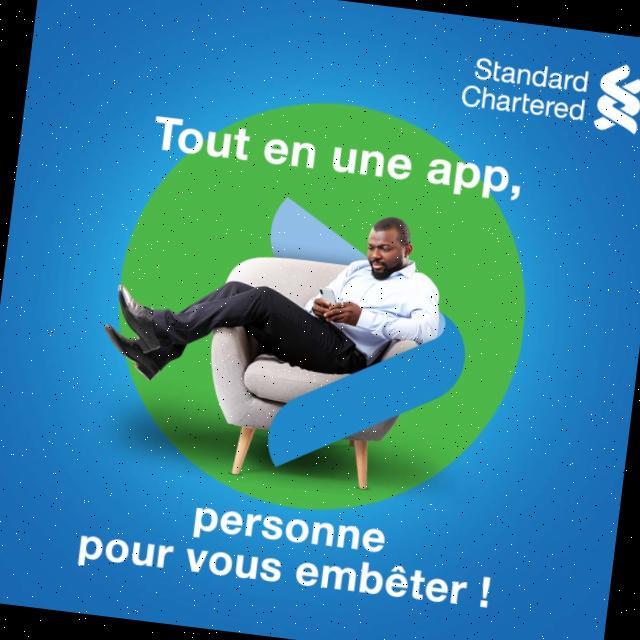 Standard
Chartered
Tout en une app,
personne
pour vous embêter !